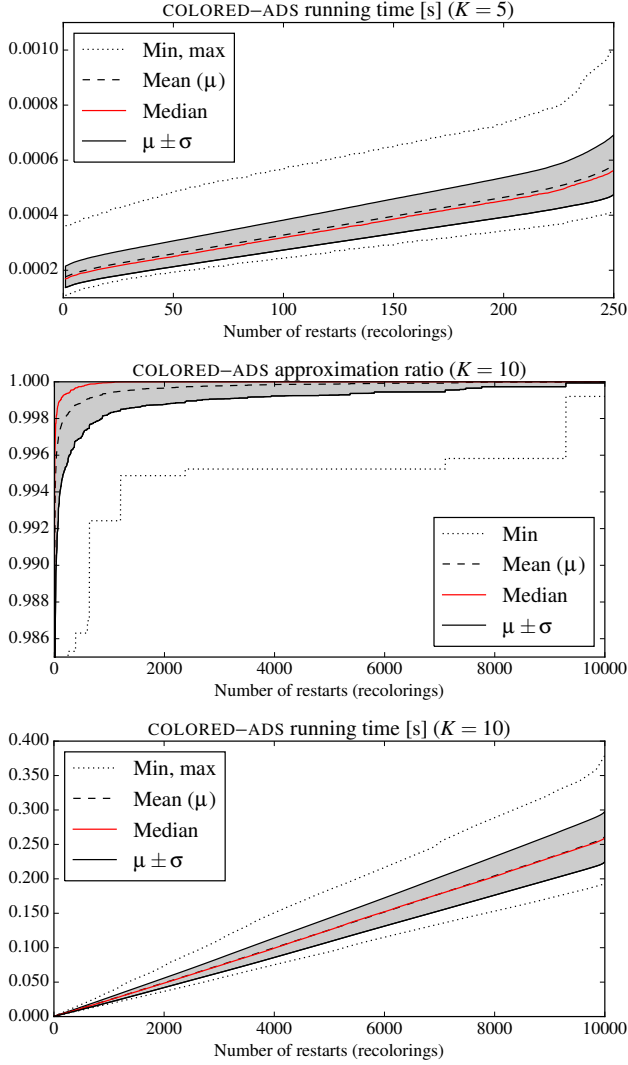 COLORED–ADS running time [s] (K = 5)
0.0010
0.0008
0.0006
0.0004
0.0002
Min, max
Mean (μ)
Median
μ ± σ
0 50 100 150 200 250
Number of restarts (recolorings)
COLORED–ADS approximation ratio (K = 10)
1.000
0.998
0.996
0.994
0.992
0.990
0.988
0.986
Min
Mean (μ)
Median
μ ± σ
0 2000 4000 6000 8000 10000
Number of restarts (recolorings)
COLORED–ADS running time [s] (K = 10)
0.400
0.350
0.300
0.250
0.200
0.150
0.100
0.050
0.000
Min, max
Mean (μ)
Median
μ ± σ
0 2000 4000 6000 8000 10000
Number of restarts (recolorings)